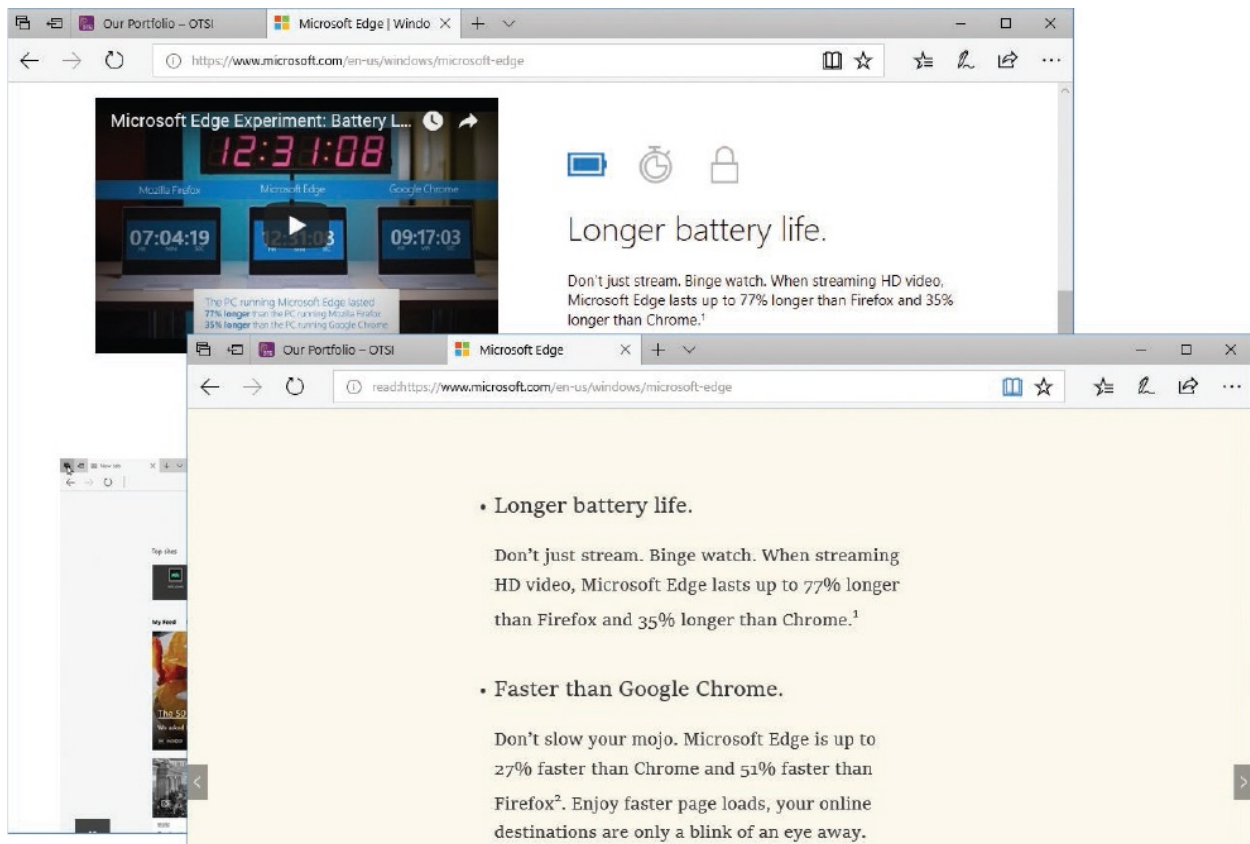 Our Portfolio – OTSI
Microsoft Edge | Windo
https://www.microsoft.com/en-us/windows/microsoft-edge
Microsoft Edge Experiment: Battery L...
12:31:08
Mozilla Firefox
Microsoft Edge
Google Chrome
07:04:19
12:31:08
09:17:03
The PC running Microsoft Edge lasted
77% longer than the PC running Mozilla Firefox
35% longer than the PC running Google Chrome
Longer battery life.
Don't just stream. Binge watch. When streaming HD video,
Microsoft Edge lasts up to 77% longer than Firefox and 35%
longer than Chrome.¹
Our Portfolio – OTSI
Microsoft Edge
read:https://www.microsoft.com/en-us/windows/microsoft-edge
• Longer battery life.
Don't just stream. Binge watch. When streaming
HD video, Microsoft Edge lasts up to 77% longer
than Firefox and 35% longer than Chrome.¹
• Faster than Google Chrome.
Don't slow your mojo. Microsoft Edge is up to
27% faster than Chrome and 51% faster than
Firefox². Enjoy faster page loads, your online
destinations are only a blink of an eye away.
New tab
Top sites
My Feed
The
We asked